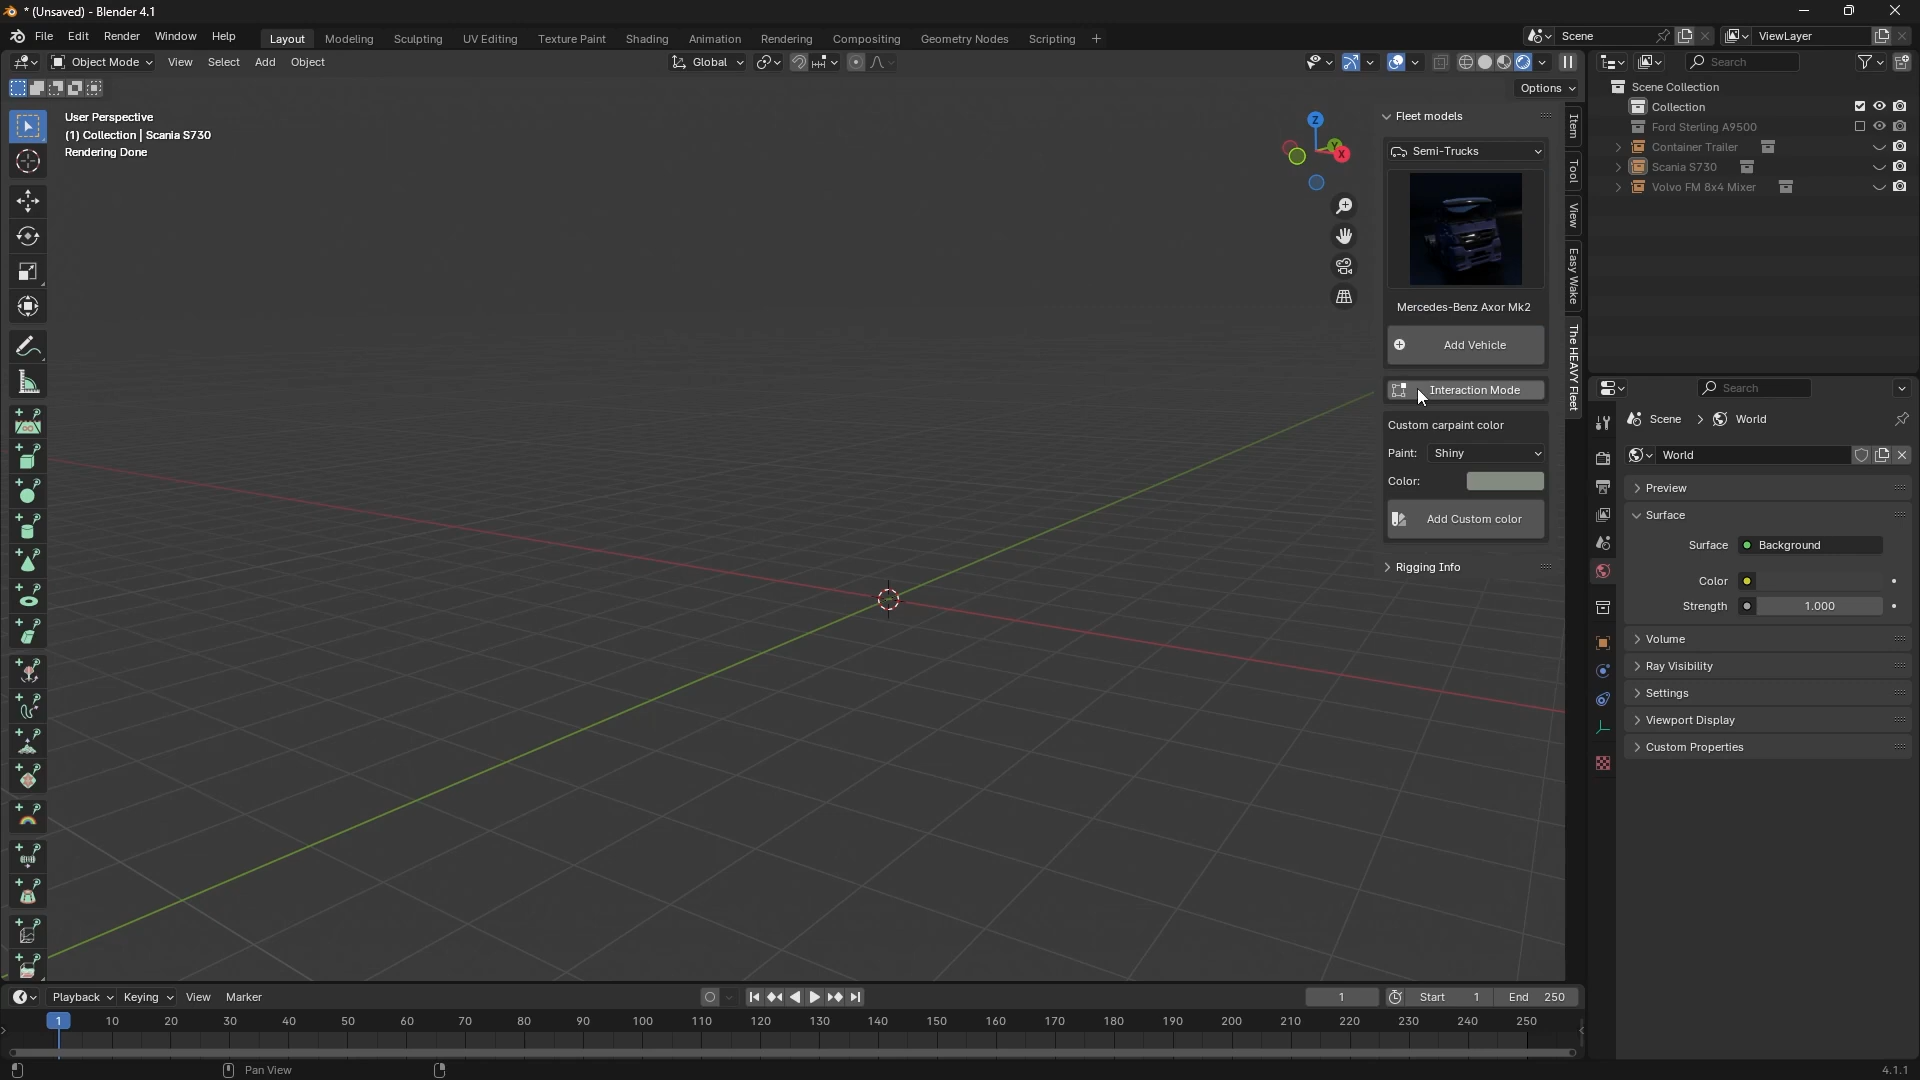 * (Unsaved) - Blender 4.1
File Edit Render Window Help
Layout Modeling Sculpting UV Editing Texture Paint Shading Animation Rendering Compositing Geometry Nodes Scripting +
Scene
ViewLayer
Object Mode View Select Add Object
Global
Options
Search
User Perspective
(1) Collection | Scania S730
Rendering Done
Z
Y
X
Fleet models
Semi-Trucks
Mercedes-Benz Axor Mk2
Add Vehicle
Interaction Mode
Custom carpaint color
Paint: Shiny
Color:
Add Custom color
Rigging Info
Item
Tool
View
Easy Wake
The HEAVY Fleet
Scene Collection
Collection
Ford Sterling A9500
Container Trailer
Scania S730
Volvo FM 8x4 Mixer
Search
Scene > World
World
Preview
Surface
Surface Background
Color
Strength 1.000
Volume
Ray Visibility
Settings
Viewport Display
Custom Properties
Playback Keying View Marker
1
Start 1 End 250
1 10 20 30 40 50 60 70 80 90 100 110 120 130 140 150 160 170 180 190 200 210 220 230 240 250
Pan View
4.1.1